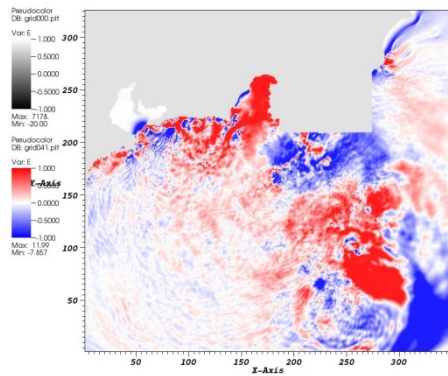 Pseudocolor
DB: grid000.plt
Var: E
1.000
0.5000
0.000
-0.5000
-1.000
Max: 7178.
Min: -20.00
Pseudocolor
DB: grid041.plt
Var: E
1.000
0.5000
0.000
-0.5000
-1.000
Max: 11.99
Min: -7.857
Y-Axis
300
250
200
150
100
50
50
100
150
200
250
300
X-Axis